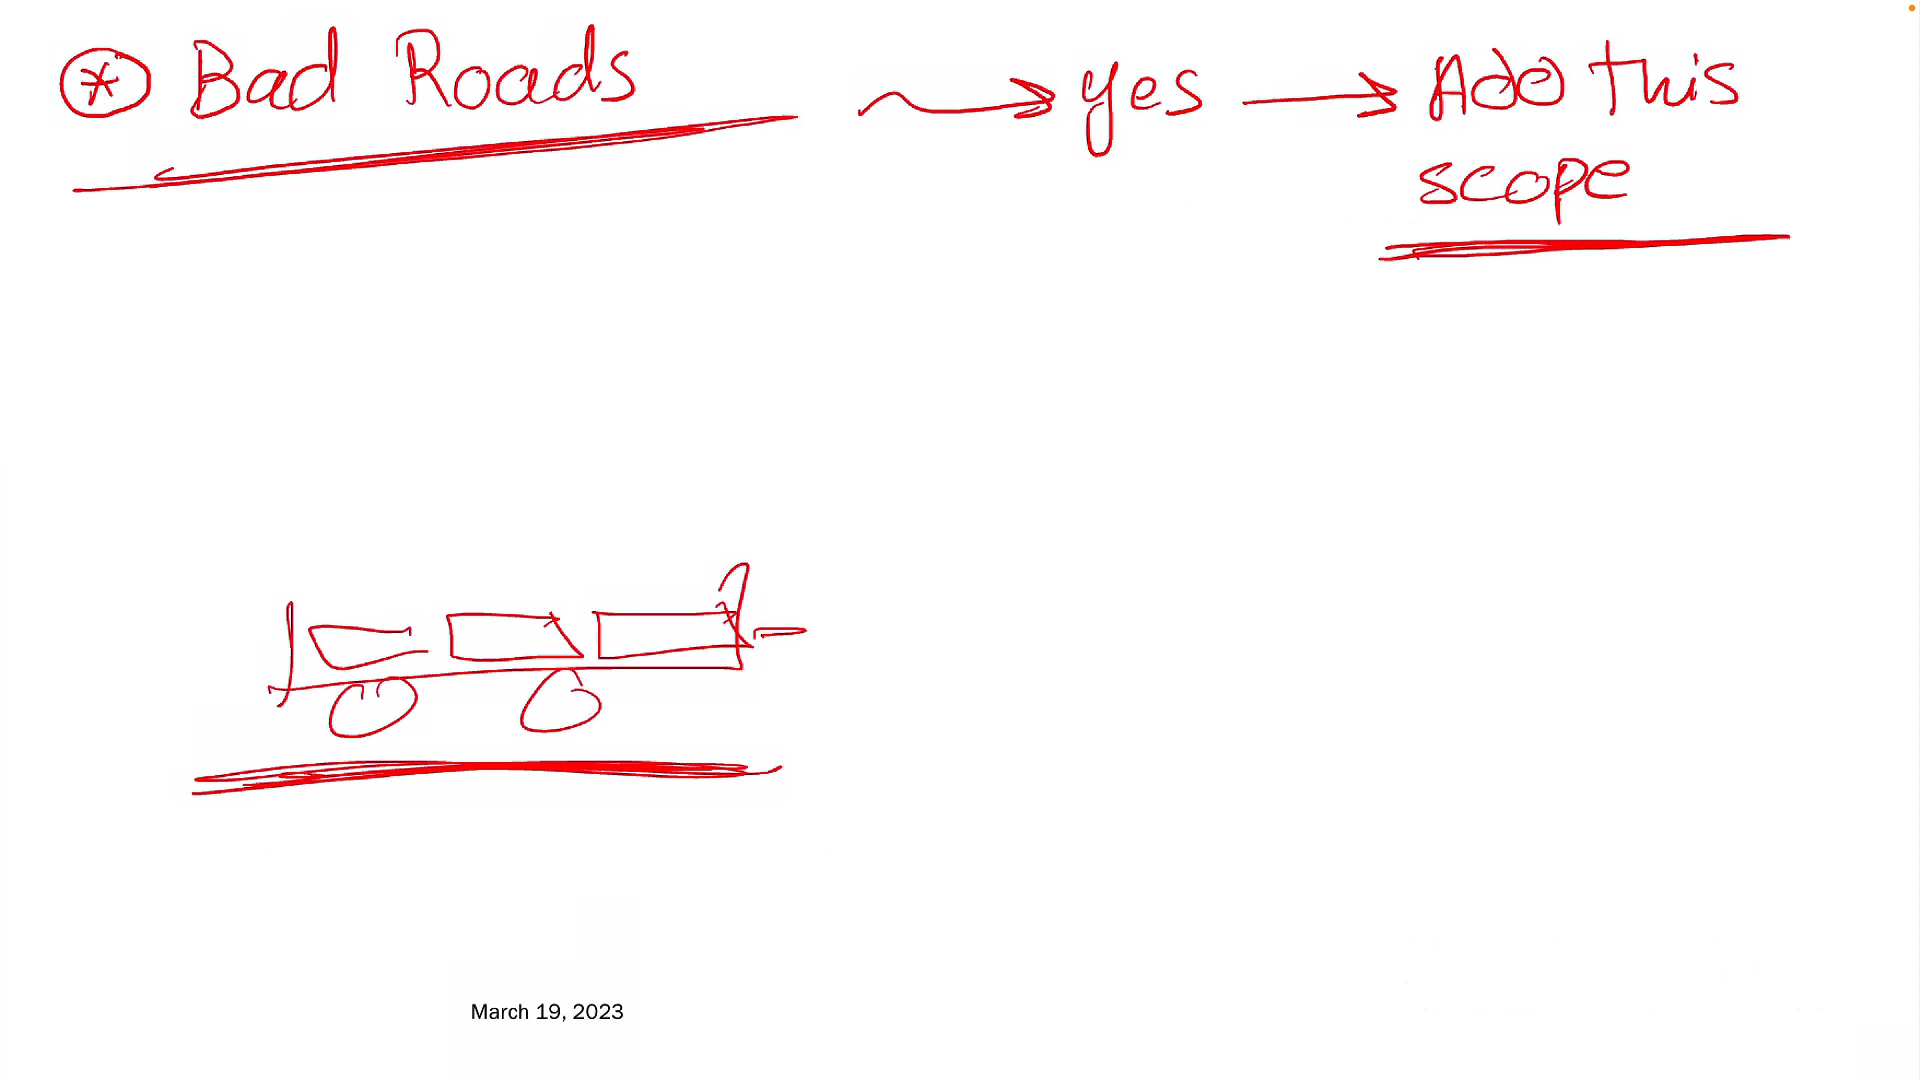 * Bad Roads → yes → Add this
scope
March 19, 2023